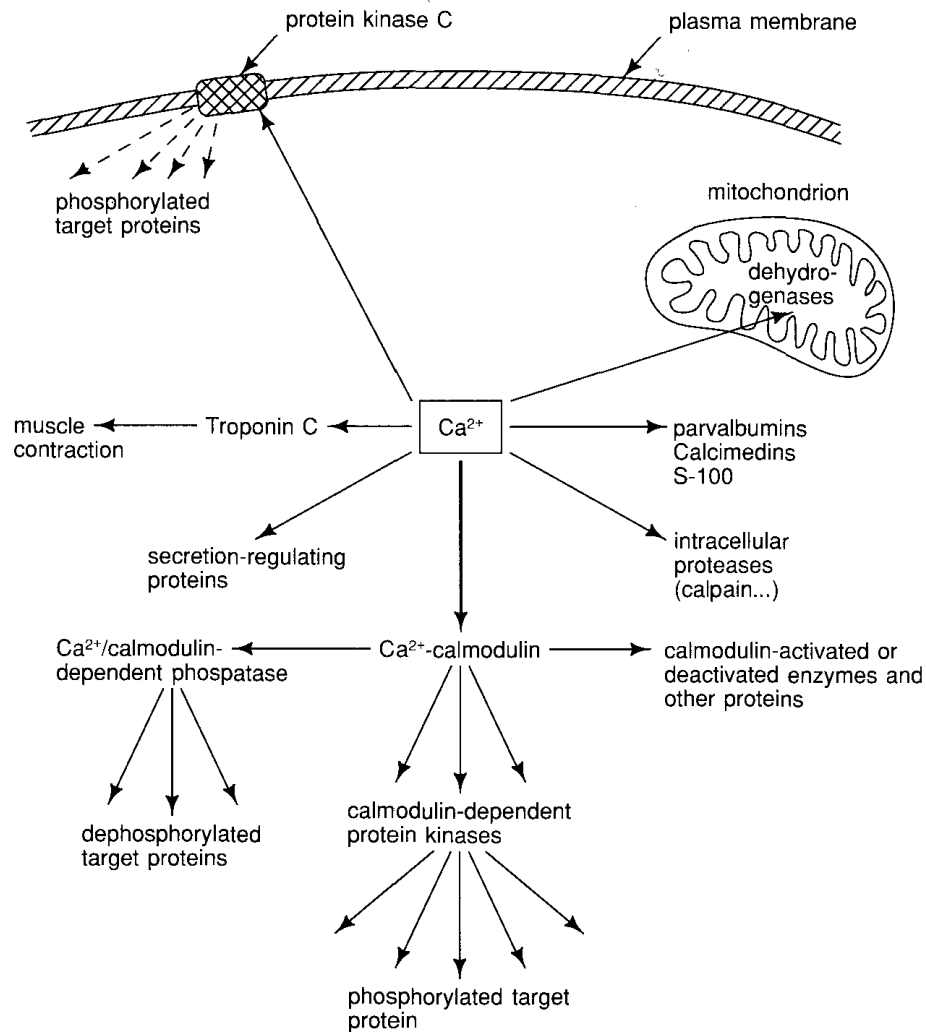 protein kinase C
plasma membrane
phosphorylated
target proteins
mitochondrion
dehydro-
genases
muscle
contraction
Troponin C
Ca²⁺
parvalbumins
Calcimedins
S-100
secretion-regulating
proteins
intracellular
proteases
(calpain...)
Ca²⁺/calmodulin-
dependent phospatase
Ca²⁺-calmodulin
calmodulin-activated or
deactivated enzymes and
other proteins
dephosphorylated
target proteins
calmodulin-dependent
protein kinases
phosphorylated target
protein